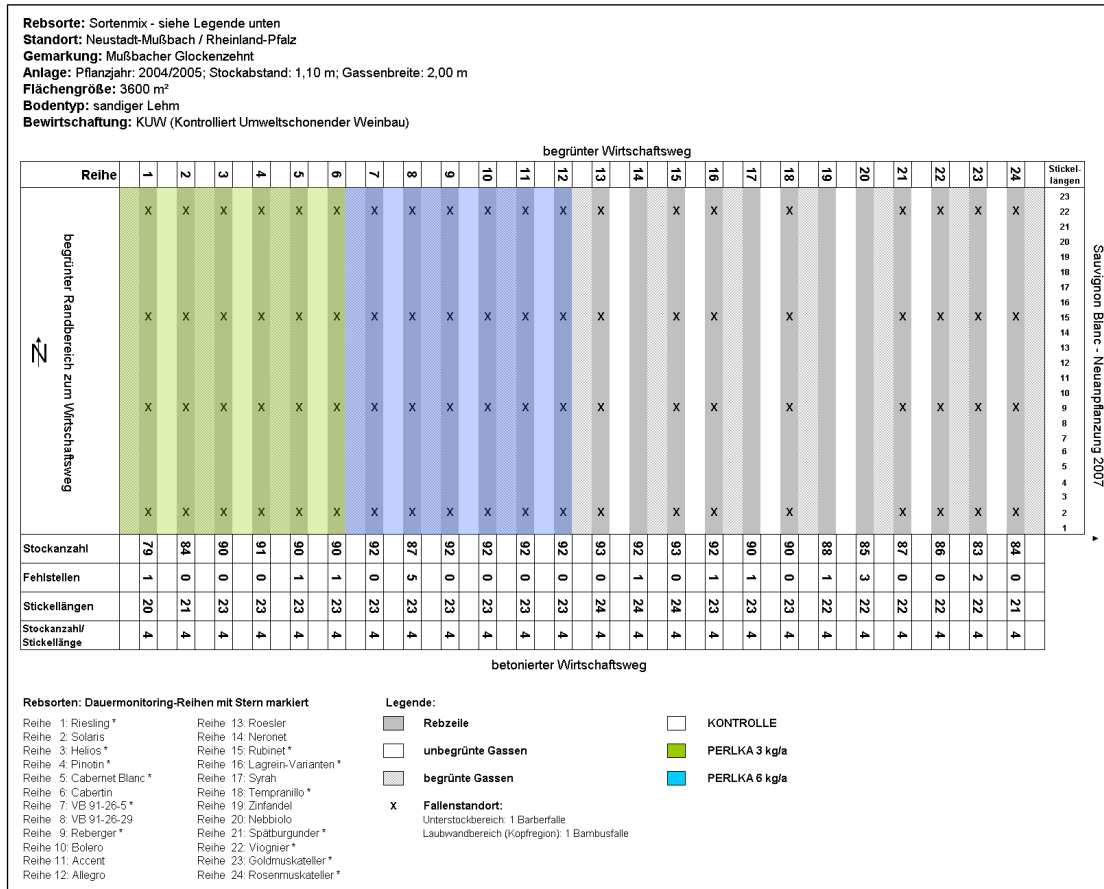 Rebsorte: Sortenmix - siehe Legende unten
Standort: Neustadt-Mußbach / Rheinland-Pfalz
Gemarkung: Mußbacher Glockenzehnt
Anlage: Pflanzjahr: 2004/2005; Stockabstand: 1,10 m; Gassenbreite: 2,00 m
Flächengröße: 3600 m²
Bodentyp: sandiger Lehm
Bewirtschaftung: KUW (Kontrolliert Umweltschonender Weinbau)
begrünter Wirtschaftsweg
Reihe 1 2 3 4 5 6 7 8 9 10 11 12 13 14 15 16 17 18 19 20 21 22 23 24 Stickel-
längen
23
X X X X X X X X X X X X X X X X X X X X 22
21
20
19
18
17
16
X X X X X X X X X X X X X X X X X X X X 15
14
13
12
11
10
X X X X X X X X X X X X X X X X X X X X 9
8
7
6
5
4
3
X X X X X X X X X X X X X X X X X X X X 2
1
begrünter Randbereich zum Wirtschaftsweg
N
Sauvignon Blanc - Neuanpflanzung 2007
Stockanzahl 79 84 90 91 90 90 92 87 92 92 92 92 93 92 93 92 90 90 88 85 87 86 83 84
Fehlstellen 1 0 0 0 1 1 0 5 0 0 0 0 0 1 0 1 1 0 1 3 0 0 2 0
Stickellängen 20 21 23 23 23 23 23 23 23 23 23 23 24 24 24 23 23 23 22 22 22 22 22 21
Stockanzahl/
Stickellänge 4 4 4 4 4 4 4 4 4 4 4 4 4 4 4 4 4 4 4 4 4 4 4 4
betonierter Wirtschaftsweg
Rebsorten: Dauermonitoring-Reihen mit Stern markiert
Reihe 1: Riesling *
Reihe 2: Solaris
Reihe 3: Helios *
Reihe 4: Pinotin *
Reihe 5: Cabernet Blanc *
Reihe 6: Cabertin
Reihe 7: VB 91-26-5 *
Reihe 8: VB 91-26-29
Reihe 9: Reberger *
Reihe 10: Bolero
Reihe 11: Accent
Reihe 12: Allegro
Reihe 13: Roesler
Reihe 14: Neronet
Reihe 15: Rubinet *
Reihe 16: Lagrein-Varianten *
Reihe 17: Syrah
Reihe 18: Tempranillo *
Reihe 19: Zinfandel
Reihe 20: Nebbiolo
Reihe 21: Spätburgunder *
Reihe 22: Viognier *
Reihe 23: Goldmuskateller *
Reihe 24: Rosenmuskateller *
Legende:
Rebzeile
unbegrünte Gassen
begrünte Gassen
X Fallenstandort:
Unterstockbereich: 1 Barberfalle
Laubwandbereich (Kopfregion): 1 Bambusfalle
KONTROLLE
PERLKA 3 kg/a
PERLKA 6 kg/a